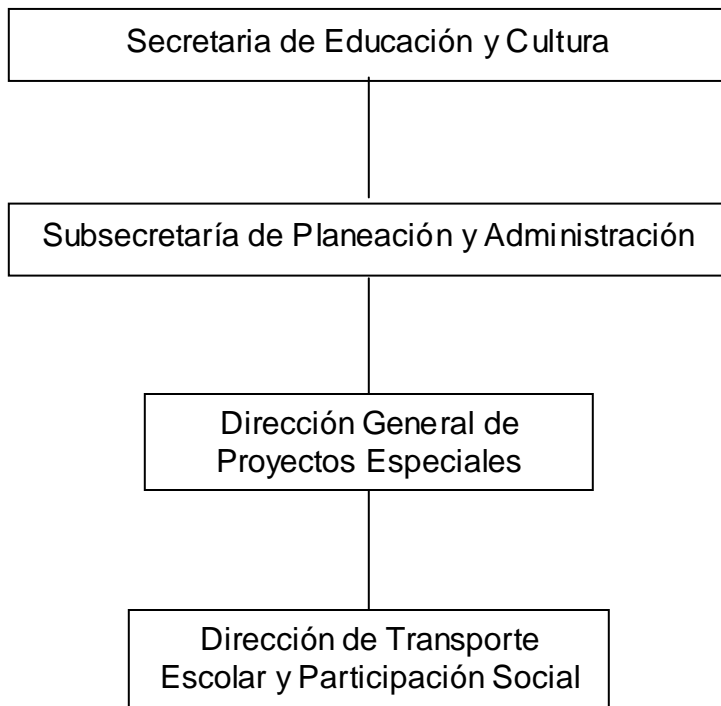 Secretaria de Educación y Cultura
Subsecretaría de Planeación y Administración
Dirección General de
Proyectos Especiales
Dirección de Transporte
Escolar y Participación Social